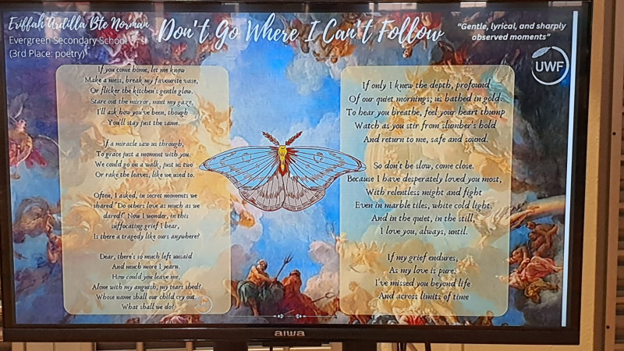 Eriffah Ardilla Bte Norman
Evergreen Secondary School
(3rd Place: poetry)
Don't Go Where I Can't Follow
"Gentle, lyrical, and sharply
observed moments"
UWF
If you come home, let me know
Make a mess, break my favourite vase,
Or flicker the kitchen's gentle glow.
Stare out the mirror, meet my gaze,
I'll ask how you've been, though
You'll stay just the same.
If a miracle saw us through,
To grace just a moment with you,
We could go on a walk, just us two
Or rake the leaves, like we used to.
Often, I asked, in secret moments we
shared "Do others love as much as we
dared?" Now I wonder, in this
suffocating grief I bear,
Is there a tragedy like ours anywhere?
Dear, there's so much left unsaid
And much more I yearn.
How could you leave me,
Alone with my anguish, my tears shed?
Whose name shall our child cry out
What shall we do?
If only I knew the depth, profound
Of our quiet mornings, us bathed in gold
To hear you breathe, feel your heart thump
Watch as you stir from slumber's hold
And return to me, safe and sound.
So don't be slow, come close.
Because I have desperately loved you most,
With relentless might and fight
Even in marble tiles, white cold light.
And in the quiet, in the still,
I love you, always, until.
If my grief endures,
As my love is pure,
I've missed you beyond life
And across limits of time
aiwa